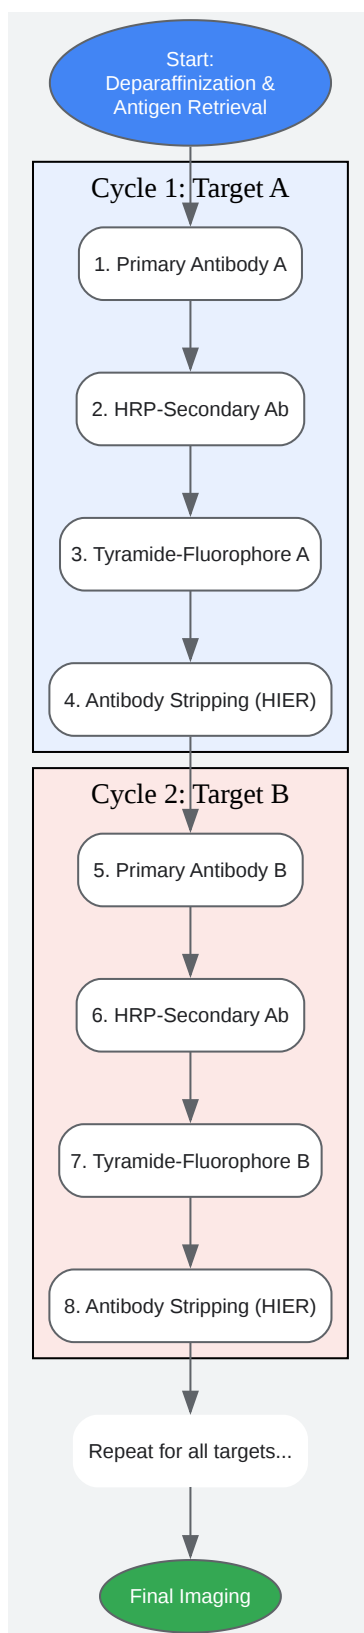 Start:
Deparaffinization &
Antigen Retrieval
Cycle 1: Target A
1. Primary Antibody A
2. HRP-Secondary Ab
3. Tyramide-Fluorophore A
4. Antibody Stripping (HIER)
Cycle 2: Target B
5. Primary Antibody B
6. HRP-Secondary Ab
7. Tyramide-Fluorophore B
8. Antibody Stripping (HIER)
Repeat for all targets...
Final Imaging